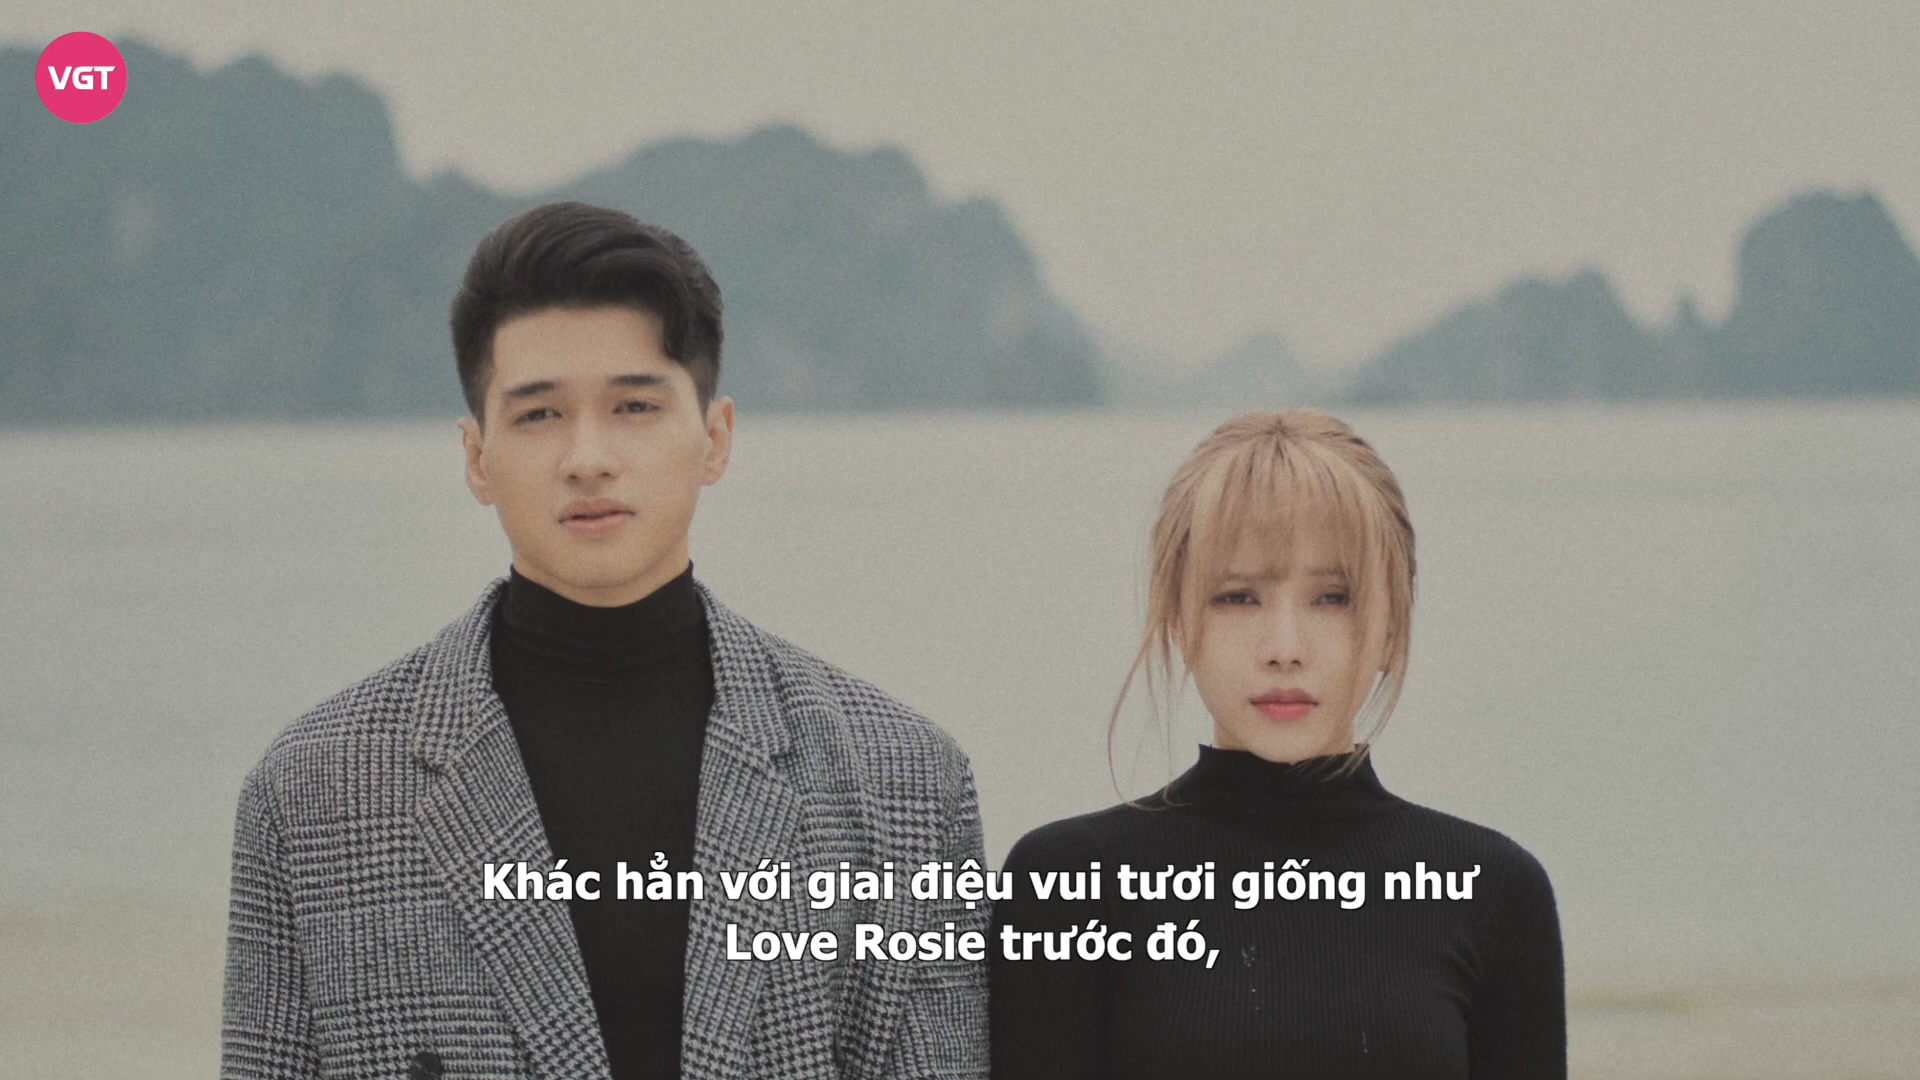 VGT
Khác hẳn với giai điệu vui tươi giống như
Love Rosie trước đó,